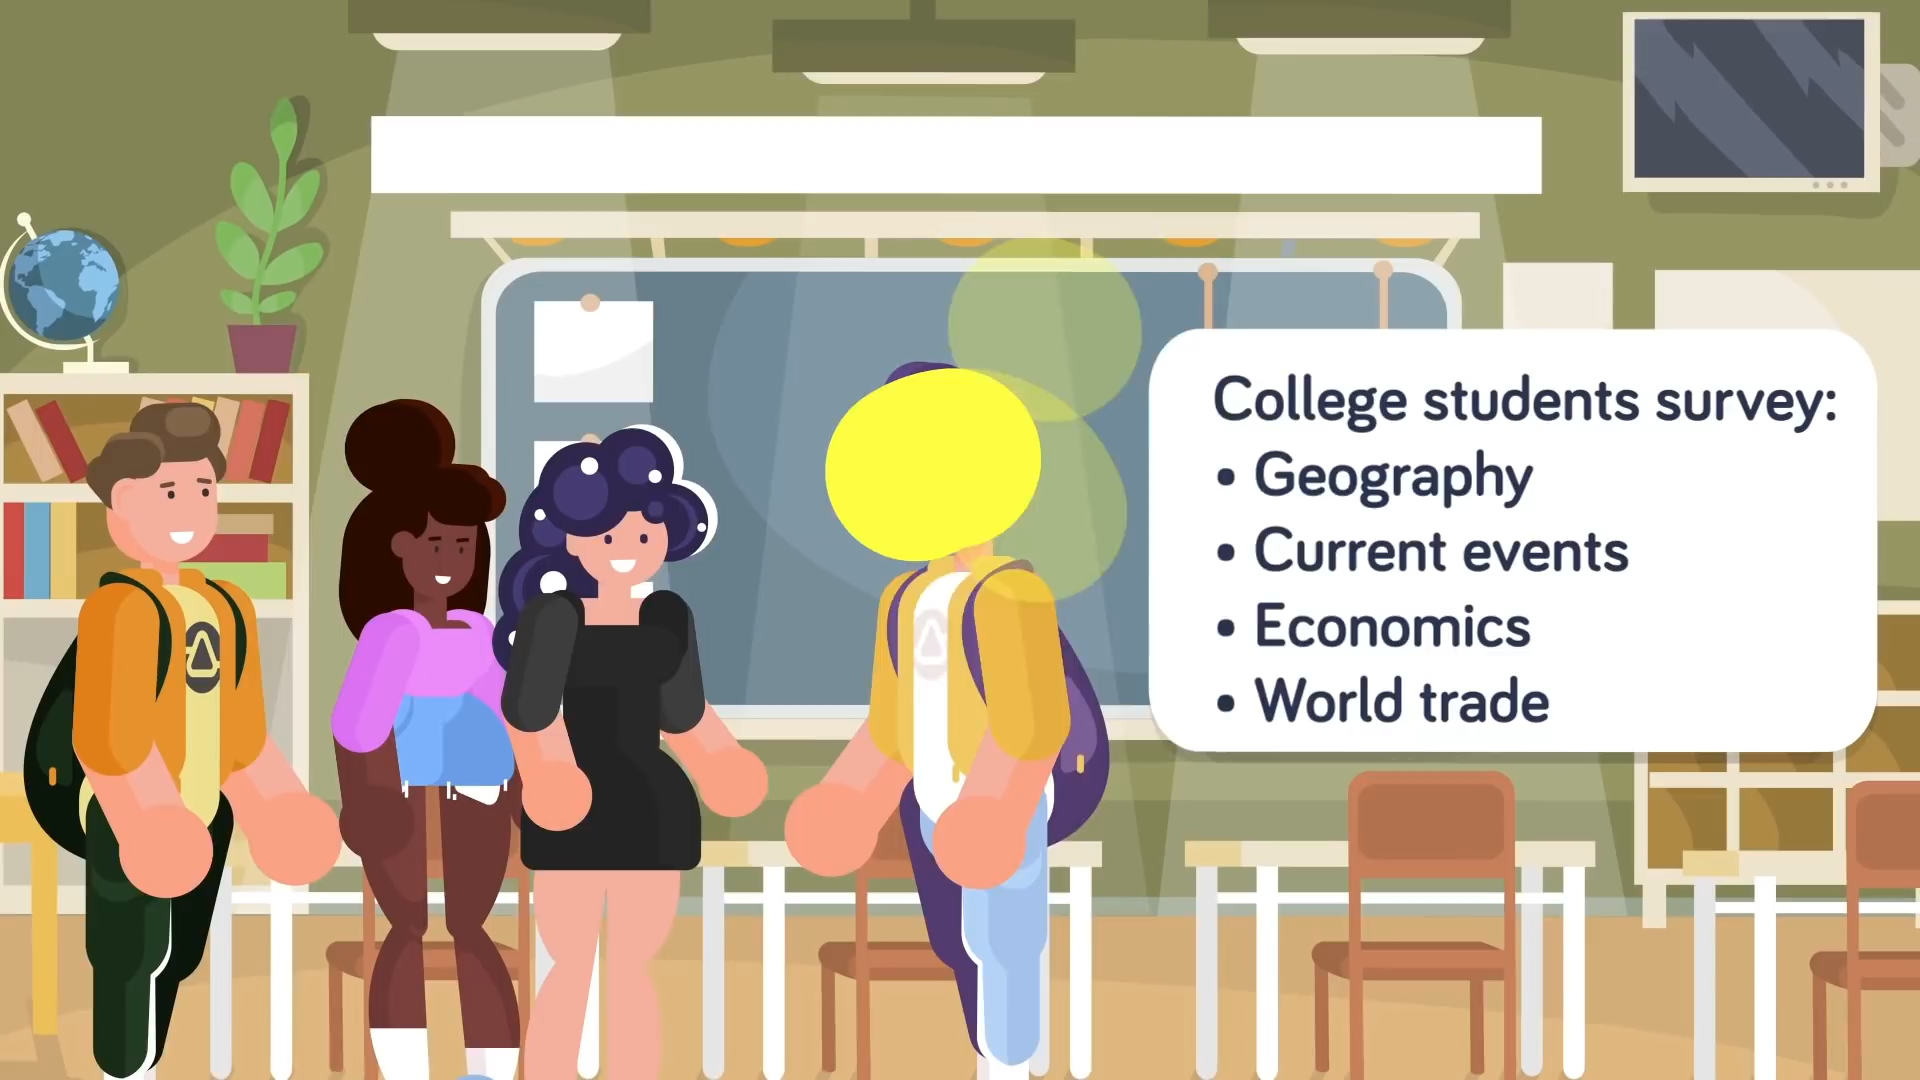 College students survey:
• Geography
• Current events
• Economics
• World trade